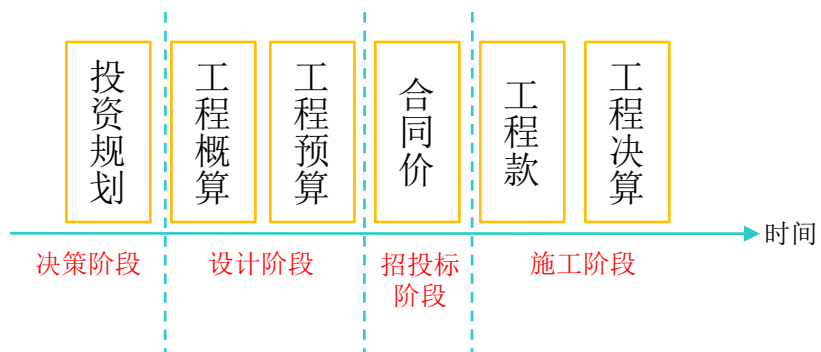 投资规划
工程概算
工程预算
合同价
工程款
工程决算
时间
决策阶段
设计阶段
招投标
阶段
施工阶段